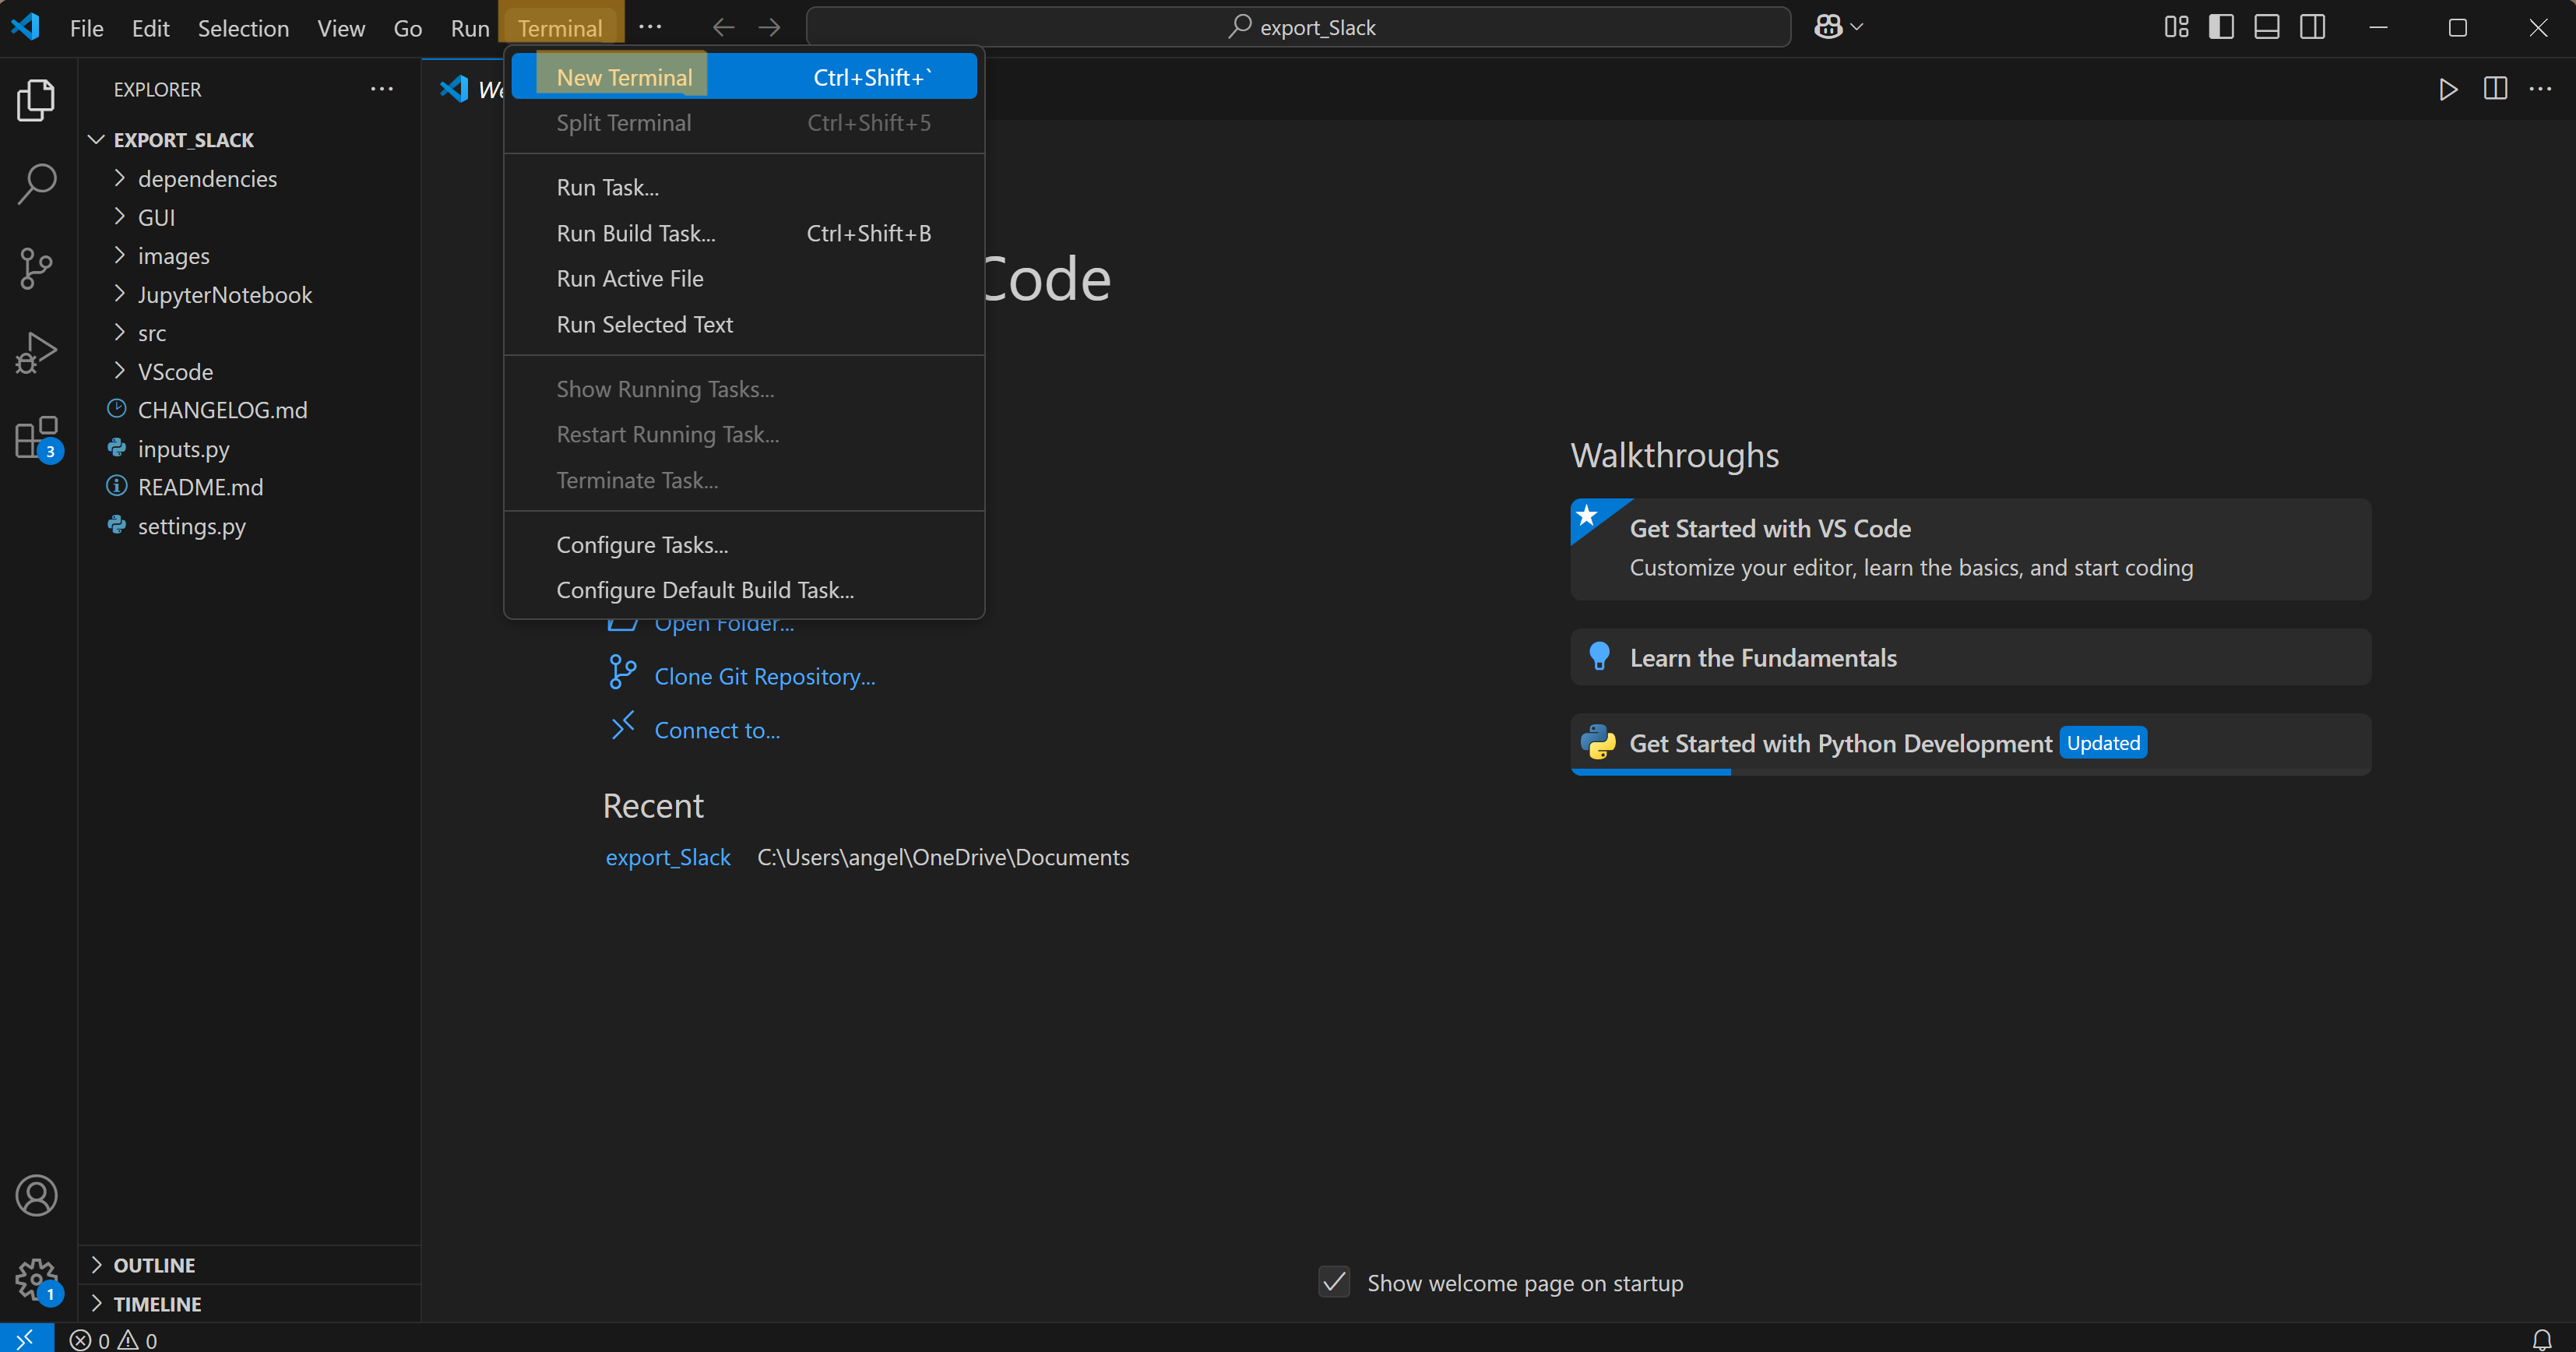 File Edit Selection View Go Run Terminal ... export_Slack
EXPLORER ...
EXPORT_SLACK
dependencies
GUI
images
JupyterNotebook
src
VScode
CHANGELOG.md
inputs.py
README.md
settings.py
OUTLINE
TIMELINE
New Terminal Ctrl+Shift+`
Split Terminal Ctrl+Shift+5
Run Task...
Run Build Task... Ctrl+Shift+B
Run Active File
Run Selected Text
Show Running Tasks...
Restart Running Task...
Terminate Task...
Configure Tasks...
Configure Default Build Task...
Code
Open Folder...
Clone Git Repository...
Connect to...
Recent
export_Slack C:\Users\angel\OneDrive\Documents
Walkthroughs
Get Started with VS Code
Customize your editor, learn the basics, and start coding
Learn the Fundamentals
Get Started with Python Development Updated
Show welcome page on startup
3
1
0 0